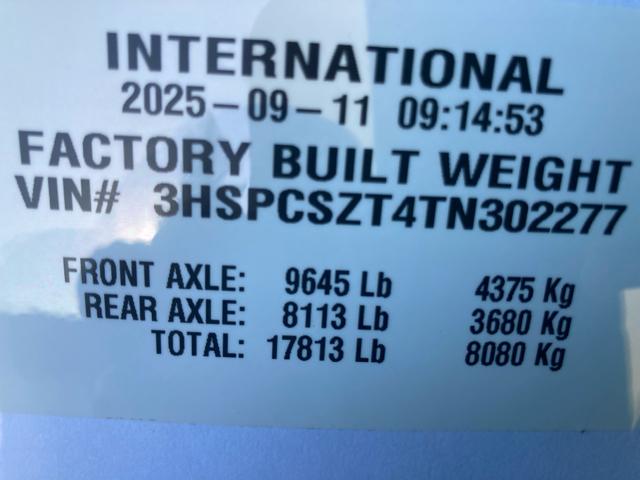 INTERNATIONAL
2025-09-11 09:14:53
FACTORY BUILT WEIGHT
VIN# 3HSPCSZT4TN302277
FRONT AXLE: 9645 Lb 4375 Kg
REAR AXLE: 8113 Lb 3680 Kg
TOTAL: 17813 Lb 8080 Kg